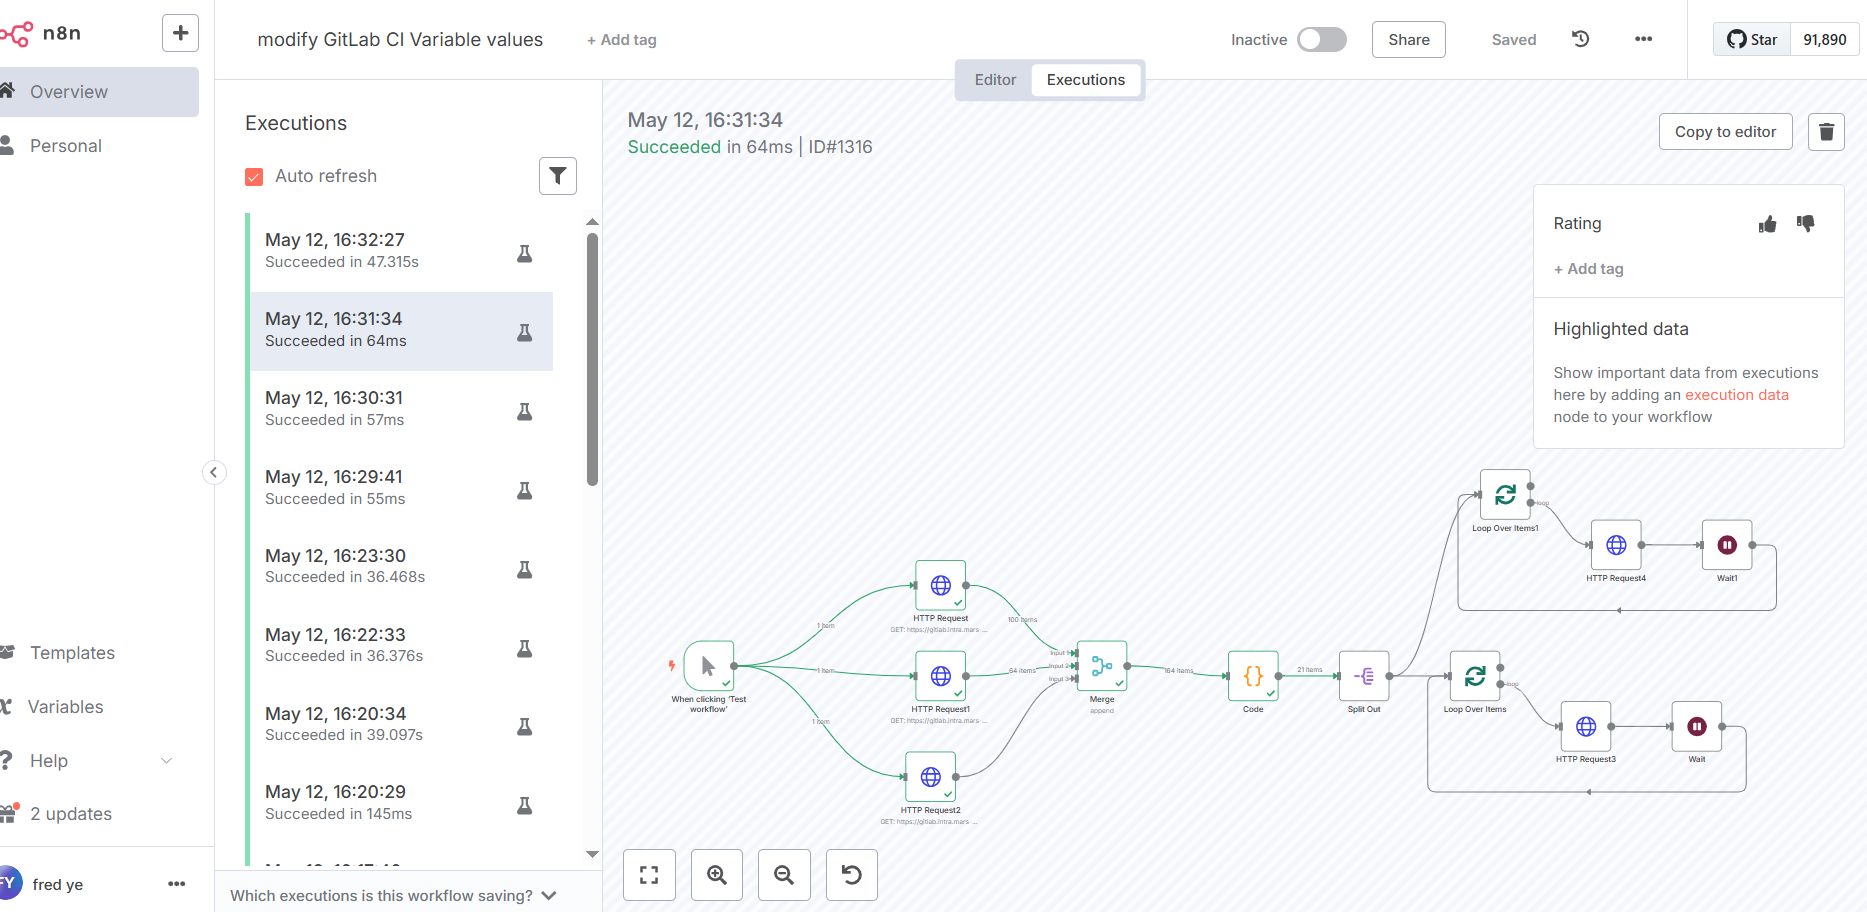 n8n
Overview
Personal
Templates
Variables
Help
2 updates
FY
fred ye
modify GitLab CI Variable values
+ Add tag
Inactive
Share
Saved
Star
91,890
Editor
Executions
Executions
Auto refresh
May 12, 16:32:27
Succeeded in 47.315s
May 12, 16:31:34
Succeeded in 64ms
May 12, 16:30:31
Succeeded in 57ms
May 12, 16:29:41
Succeeded in 55ms
May 12, 16:23:30
Succeeded in 36.468s
May 12, 16:22:33
Succeeded in 36.376s
May 12, 16:20:34
Succeeded in 39.097s
May 12, 16:20:29
Succeeded in 145ms
Which executions is this workflow saving?
May 12, 16:31:34
Succeeded in 64ms | ID#1316
Copy to editor
Rating
+ Add tag
Highlighted data
Show important data from executions
here by adding an execution data
node to your workflow
When clicking 'Test
workflow'
1 item
1 item
1 item
HTTP Request
GET: https://gitlab.intra.mars-...
HTTP Request1
GET: https://gitlab.intra.mars-...
HTTP Request2
GET: https://gitlab.intra.mars-...
100 items
64 items
Input 1
Input 2
Input 3
Merge
append
164 items
Code
21 items
Split Out
Loop Over Items1
loop
HTTP Request4
Wait1
Loop Over Items
loop
HTTP Request3
Wait